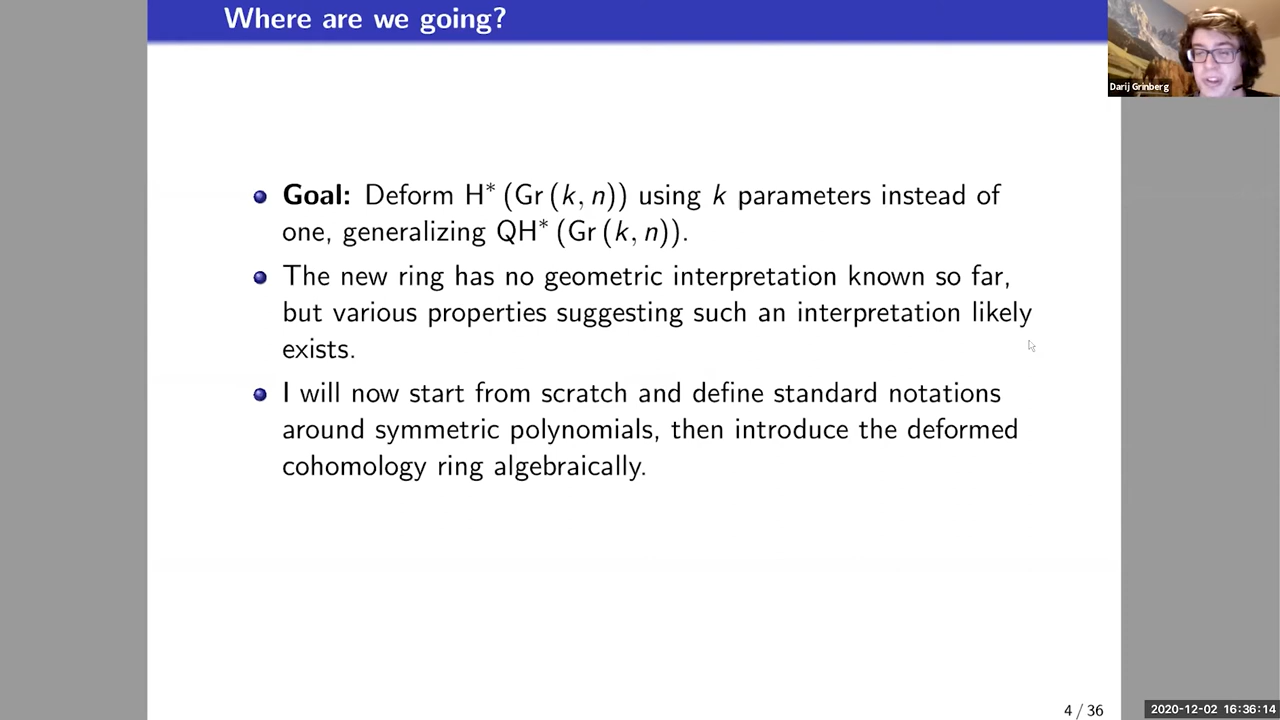 Where are we going?
Darij Grinberg
Goal: Deform H* (Gr (k, n)) using k parameters instead of
one, generalizing QH* (Gr (k, n)).
The new ring has no geometric interpretation known so far,
but various properties suggesting such an interpretation likely
exists.
I will now start from scratch and define standard notations
around symmetric polynomials, then introduce the deformed
cohomology ring algebraically.
4 / 36
2020-12-02 16:36:14